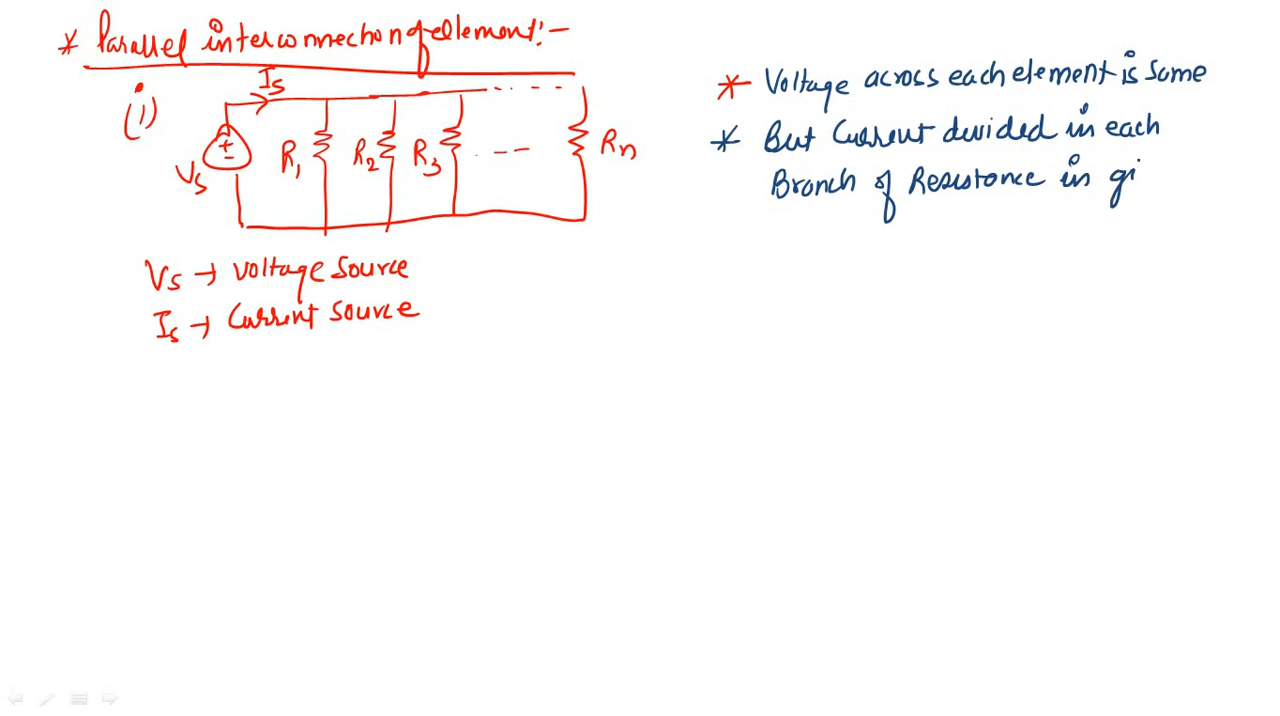 * Parallel interconnection of element:-
(i)
Is
Vs
+
-
R1
R2
R3
Rn
Vs → Voltage Source
Is → Current Source
* Voltage across each element is same
* But Current divided in each
Branch of Resistance in gi